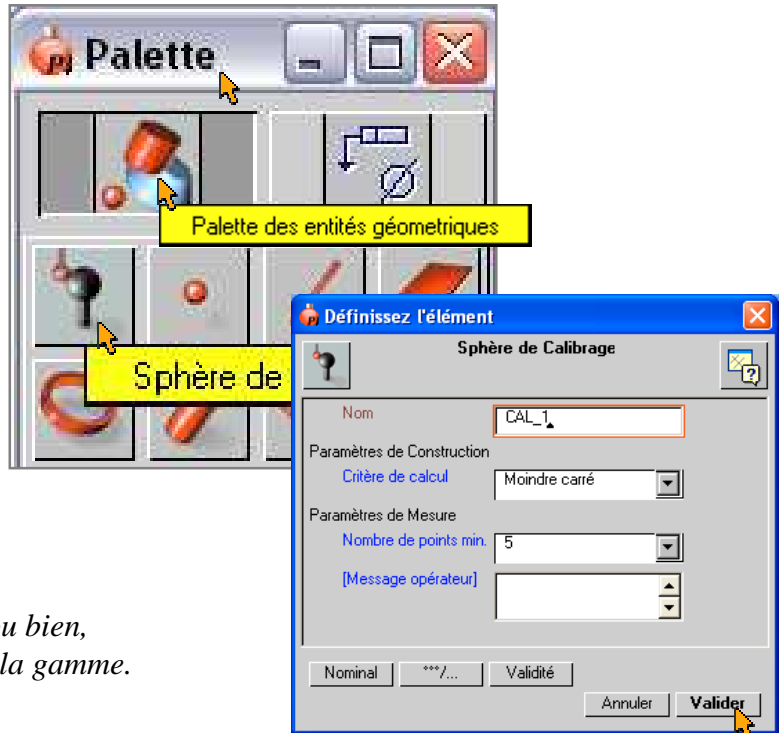 Palette
Palette des entités géometriques
Sphère de
Définissez l'élément
Sphère de Calibrage
Nom
CAL_1
Paramètres de Construction
Critère de calcul
Moindre carré
Paramètres de Mesure
Nombre de points min.
5
[Message opérateur]
u bien,
la gamme.
Nominal
***/...
Validité
Annuler
Valider